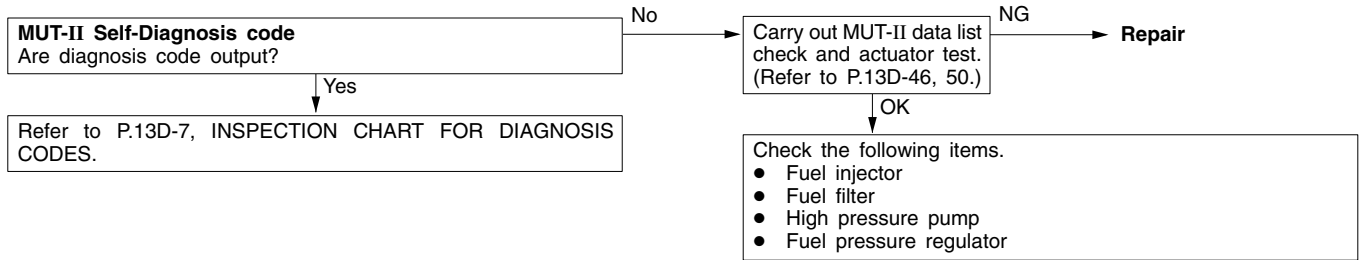 MUT-II Self-Diagnosis code
Are diagnosis code output?
No
Carry out MUT-II data list
check and actuator test.
(Refer to P.13D-46, 50.)
NG
Repair
Yes
OK
Refer to P.13D-7, INSPECTION CHART FOR DIAGNOSIS
CODES.
Check the following items.
● Fuel injector
● Fuel filter
● High pressure pump
● Fuel pressure regulator